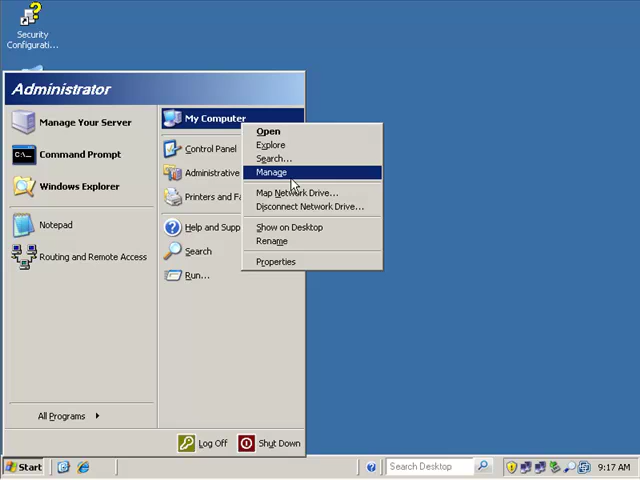 Security
Configurati...
Administrator
Manage Your Server
Command Prompt
Windows Explorer
Notepad
Routing and Remote Access
All Programs
My Computer
Control Panel
Administrative
Printers and Fa
Help and Supp
Search
Run...
Open
Explore
Search...
Manage
Map Network Drive...
Disconnect Network Drive...
Show on Desktop
Rename
Properties
Log Off
Shut Down
Start
Search Desktop
9:17 AM